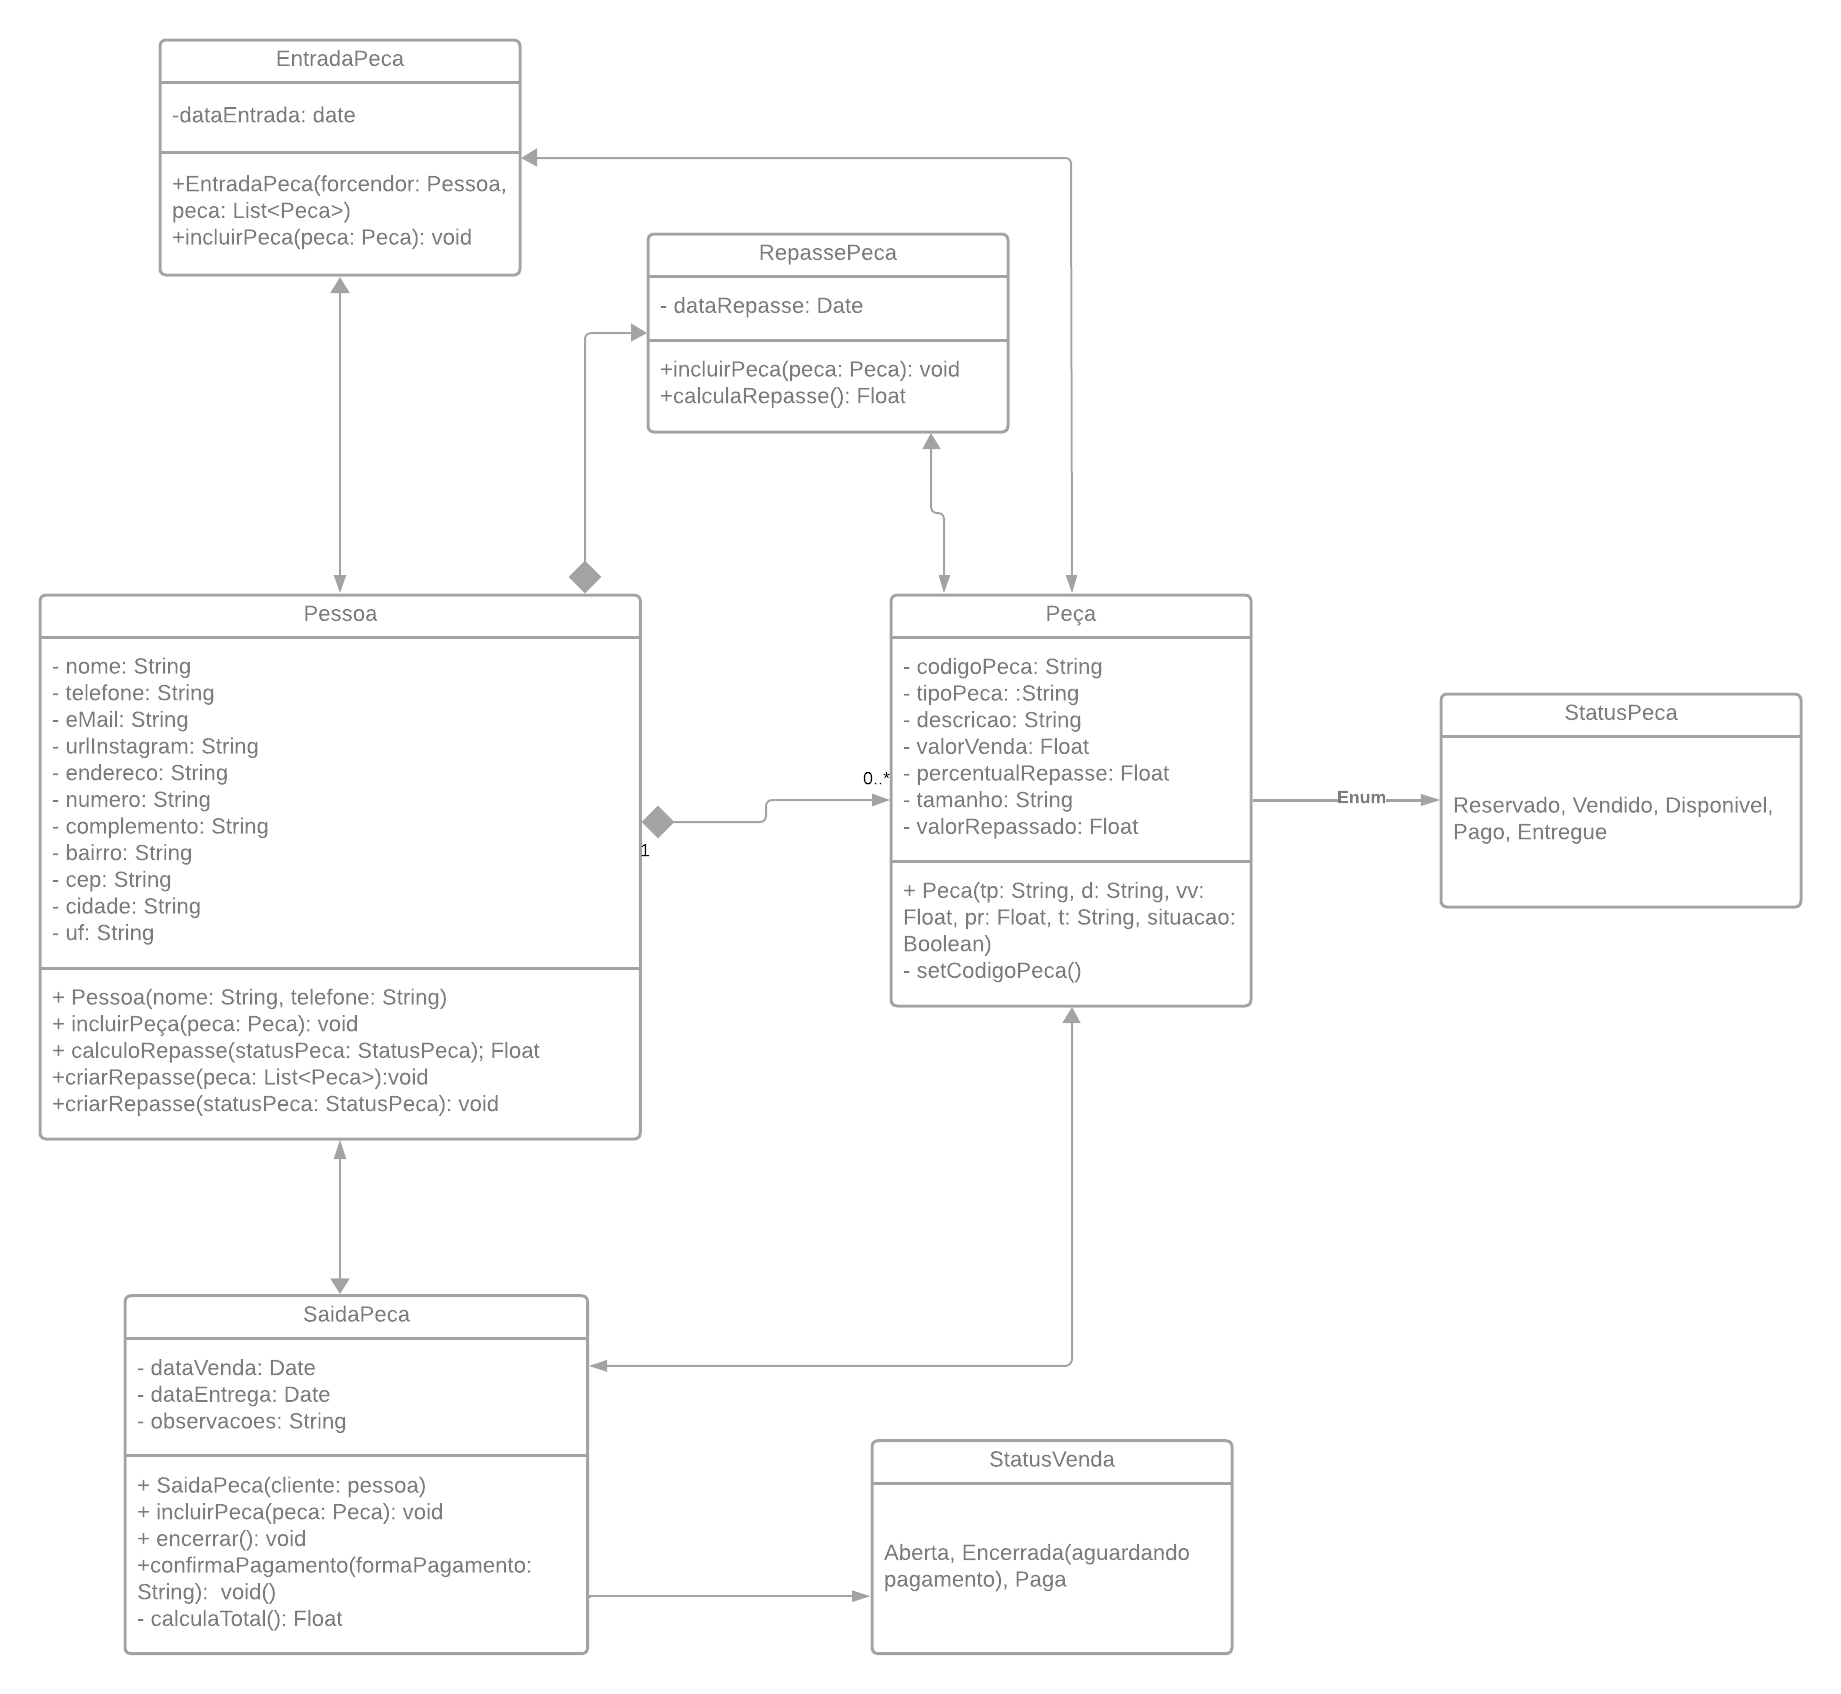 EntradaPeca
-dataEntrada: date
+EntradaPeca(forcendor: Pessoa,
peca: List<Peca>)
+incluirPeca(peca: Peca): void
RepassePeca
- dataRepasse: Date
+incluirPeca(peca: Peca): void
+calculaRepasse(): Float
Pessoa
- nome: String
- telefone: String
- eMail: String
- urlInstagram: String
- endereco: String
- numero: String
- complemento: String
- bairro: String
- cep: String
- cidade: String
- uf: String
+ Pessoa(nome: String, telefone: String)
+ incluirPeça(peca: Peca): void
+ calculoRepasse(statusPeca: StatusPeca); Float
+criarRepasse(peca: List<Peca>):void
+criarRepasse(statusPeca: StatusPeca): void
1
0..*
Peça
- codigoPeca: String
- tipoPeca: :String
- descricao: String
- valorVenda: Float
- percentualRepasse: Float
- tamanho: String
- valorRepassado: Float
+ Peca(tp: String, d: String, vv:
Float, pr: Float, t: String, situacao:
Boolean)
- setCodigoPeca()
Enum
StatusPeca
Reservado, Vendido, Disponivel,
Pago, Entregue
SaidaPeca
- dataVenda: Date
- dataEntrega: Date
- observacoes: String
+ SaidaPeca(cliente: pessoa)
+ incluirPeca(peca: Peca): void
+ encerrar(): void
+confirmaPagamento(formaPagamento:
String):  void()
- calculaTotal(): Float
StatusVenda
Aberta, Encerrada(aguardando
pagamento), Paga